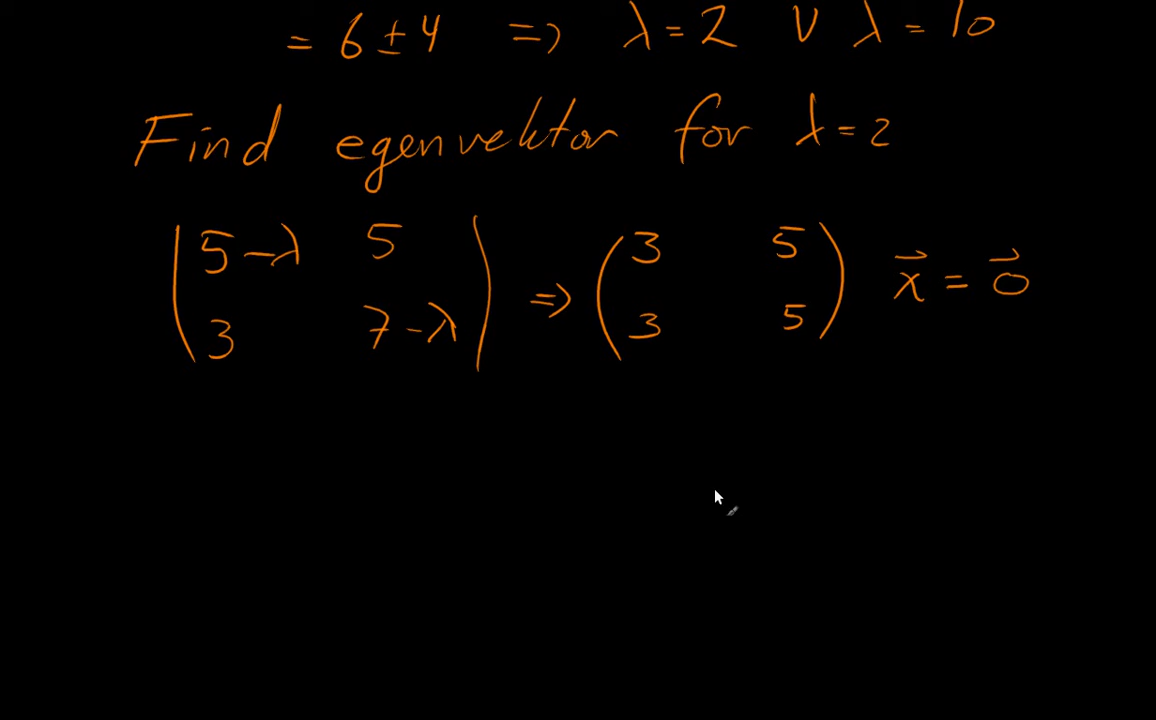 = 6 ± 4 => λ = 2 V λ = 10
Find egenvektor for λ = 2
5 - λ 5 => 3 5 x⃗ = 0⃗
3 7 - λ 3 5